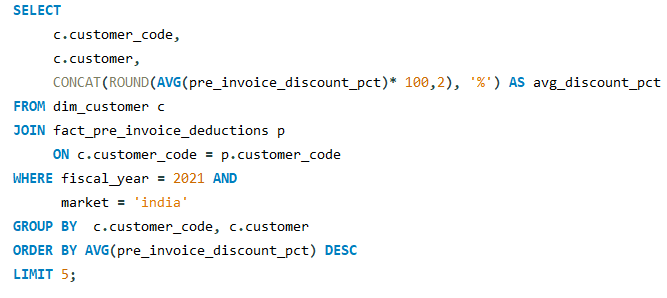 SELECT
c.customer_code,
c.customer,
CONCAT(ROUND(AVG(pre_invoice_discount_pct)* 100,2), '%') AS avg_discount_pct
FROM dim_customer c
JOIN fact_pre_invoice_deductions p
ON c.customer_code = p.customer_code
WHERE fiscal_year = 2021 AND
market = 'india'
GROUP BY  c.customer_code, c.customer
ORDER BY AVG(pre_invoice_discount_pct) DESC
LIMIT 5;